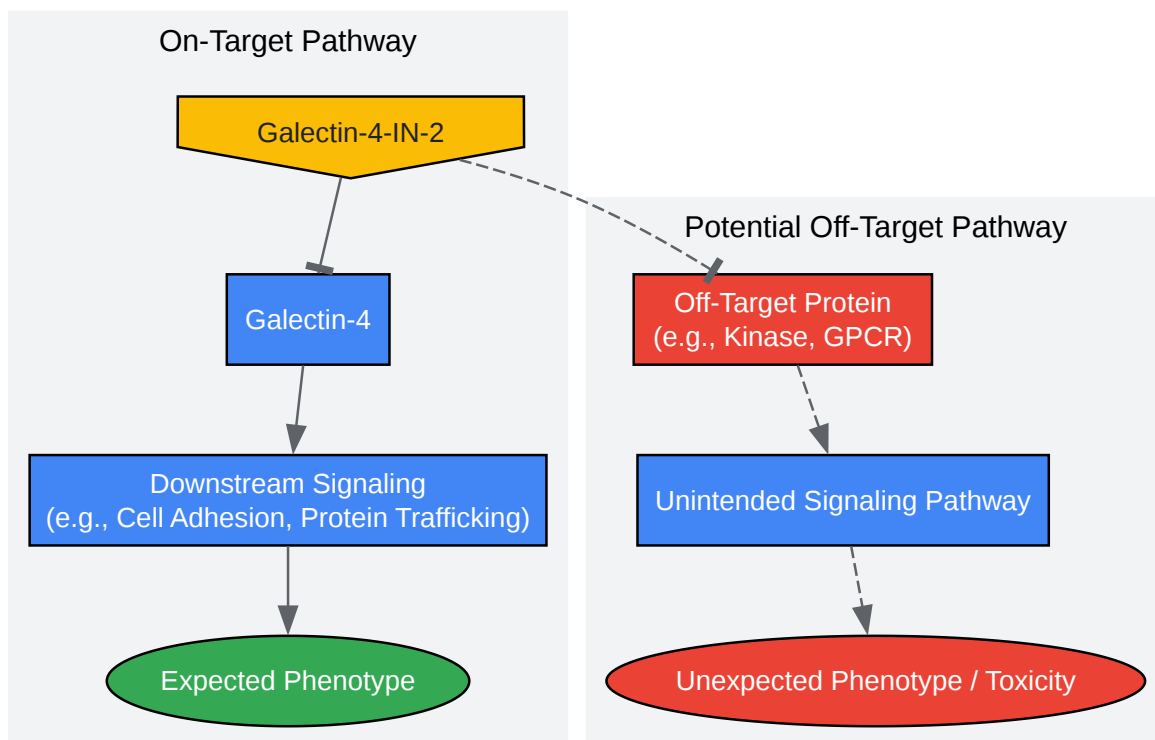 On-Target Pathway
Galectin-4-IN-2
Galectin-4
Downstream Signaling
(e.g., Cell Adhesion, Protein Trafficking)
Expected Phenotype
Potential Off-Target Pathway
Off-Target Protein
(e.g., Kinase, GPCR)
Unintended Signaling Pathway
Unexpected Phenotype / Toxicity